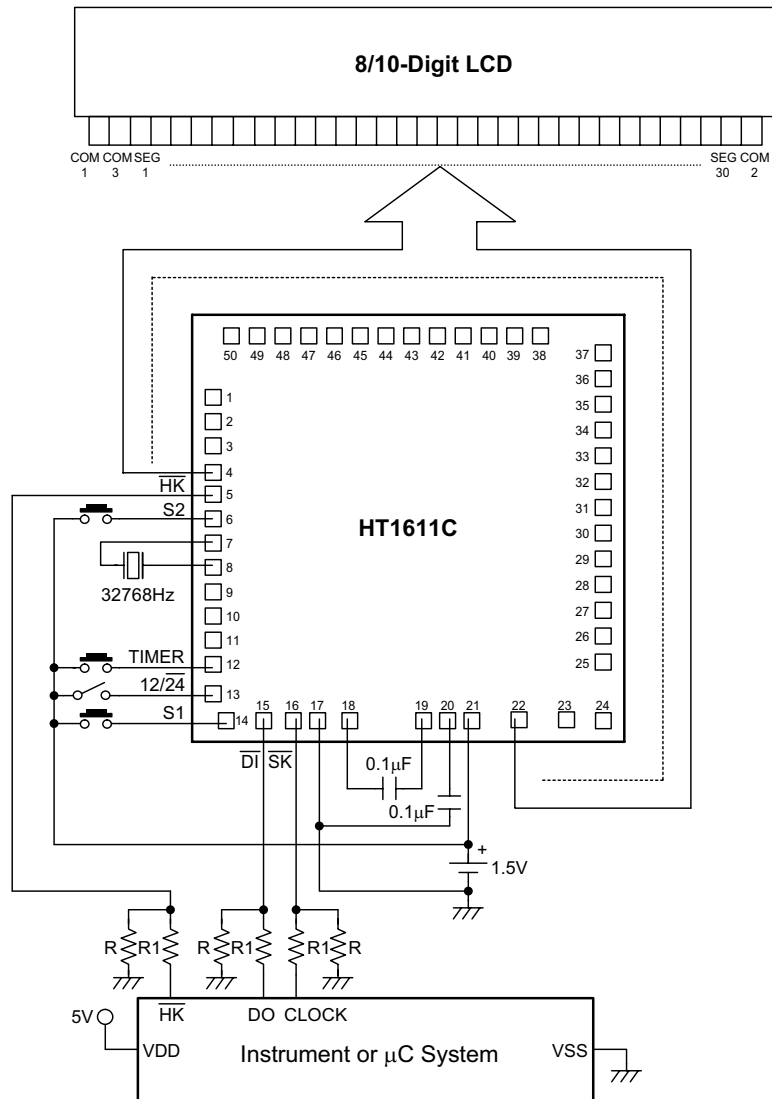 8/10-Digit LCD
COM COM SEG SEG COM
1 3 1 30 2
50 49 48 47 46 45 44 43 42 41 40 39 38
37
36
35
34
33
32
31
30
29
28
27
26
25
1
2
3
4
HK 5
S2 6
7
8
32768Hz
9
10
11
TIMER 12
12/24 13
S1 14
HT1611C
15 16 17 18 19 20 21 22 23 24
DI SK
0.1μF
0.1μF
+
1.5V
R R1 R R1 R1 R
HK DO CLOCK
5V
VDD
Instrument or μC System
VSS